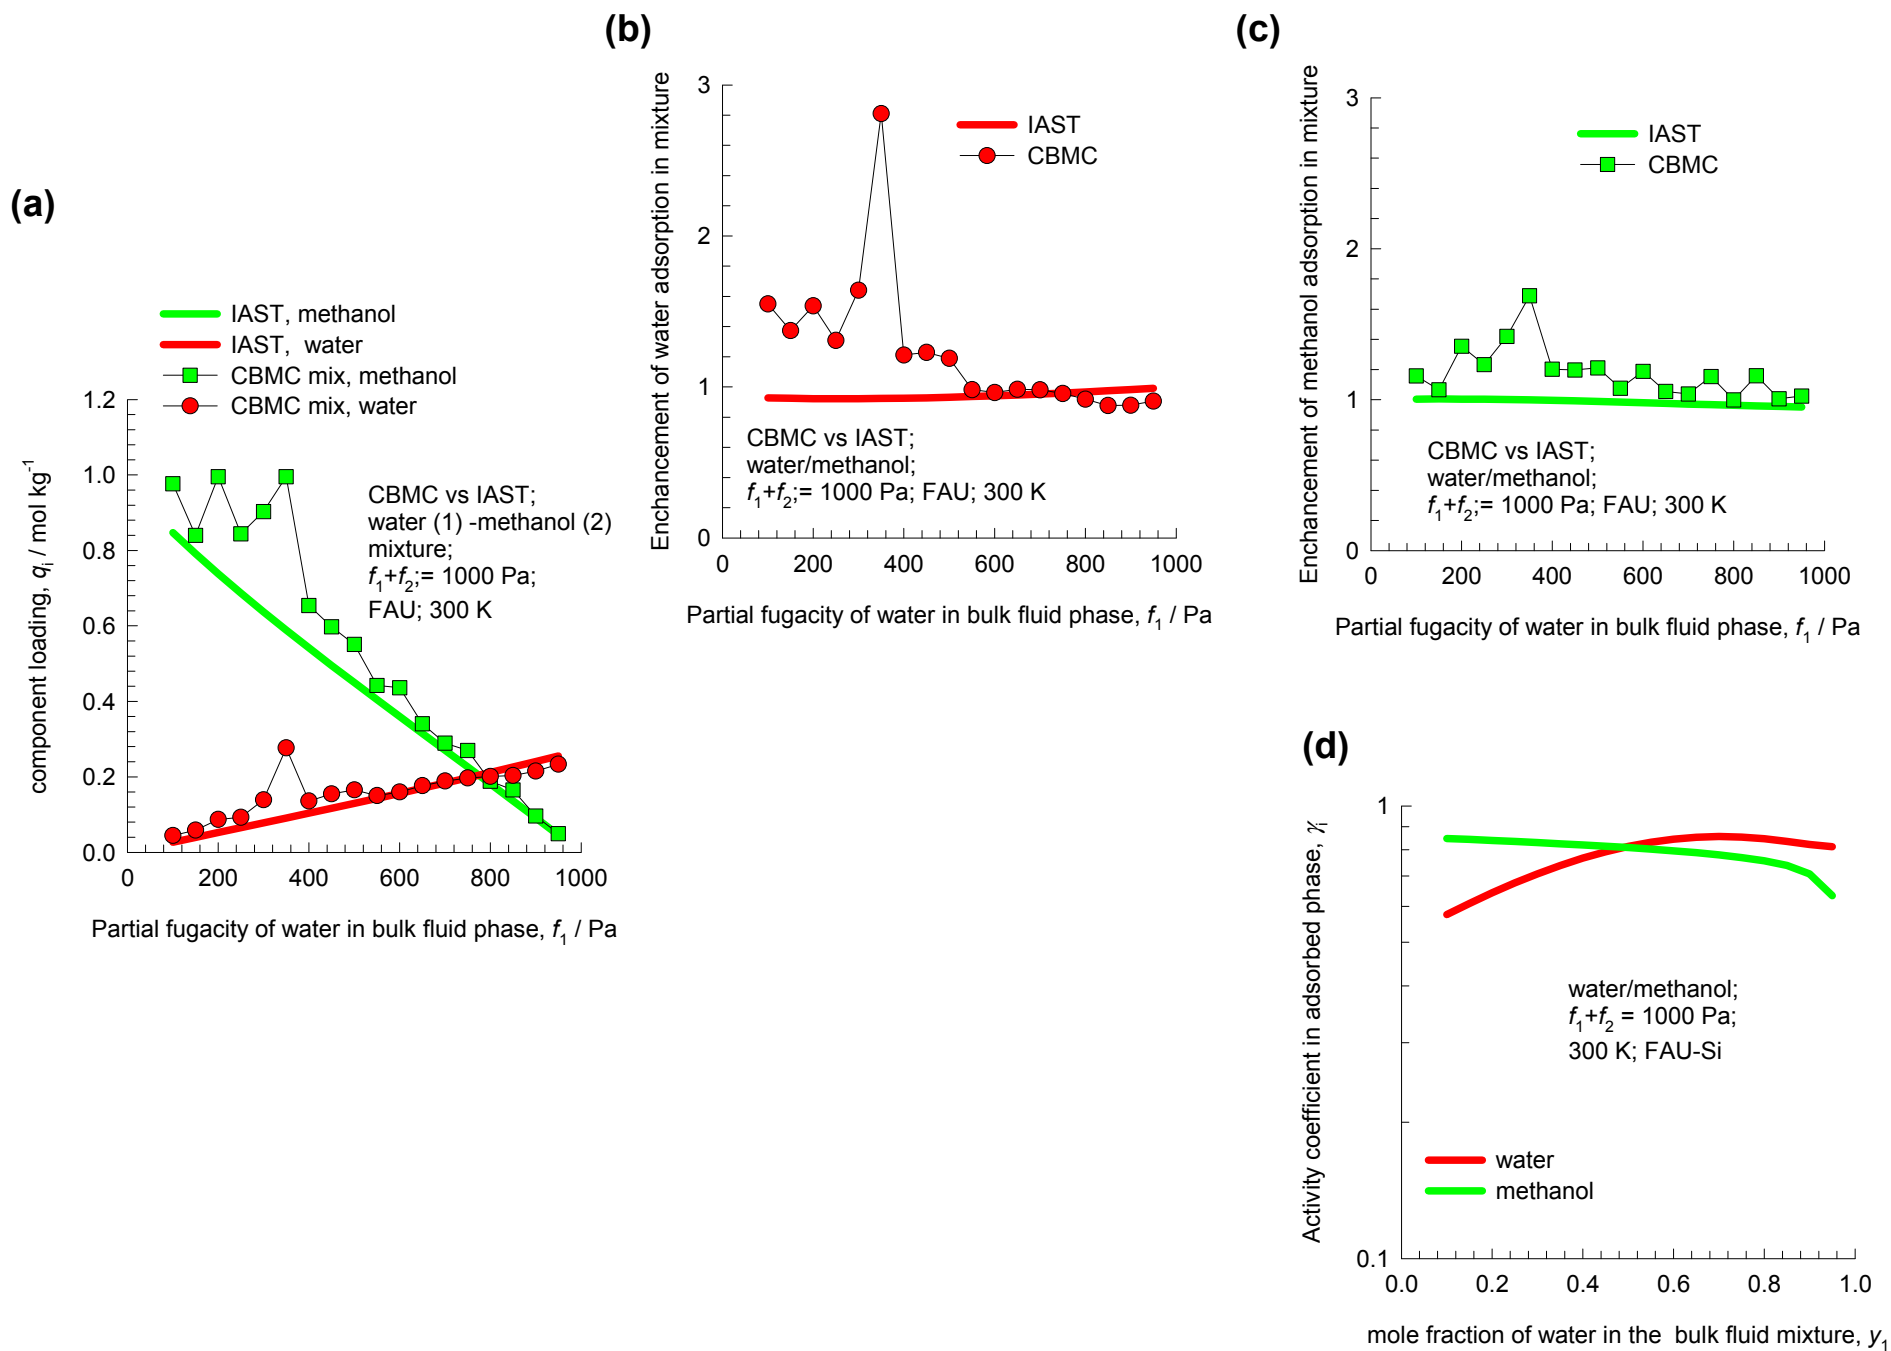 (a)
IAST, methanol
IAST, water
CBMC mix, methanol
CBMC mix, water
CBMC vs IAST;
water (1) -methanol (2)
mixture;
f1+f2;= 1000 Pa;
FAU; 300 K
component loading, qi / mol kg-1
1.2
1.0
0.8
0.6
0.4
0.2
0.0
0 200 400 600 800 1000
Partial fugacity of water in bulk fluid phase, f1 / Pa
(b)
Enchancement of water adsorption in mixture
3
2
1
0
IAST
CBMC
CBMC vs IAST;
water/methanol;
f1+f2;= 1000 Pa; FAU; 300 K
0 200 400 600 800 1000
Partial fugacity of water in bulk fluid phase, f1 / Pa
(c)
Enchancement of methanol adsorption in mixture
3
2
1
0
IAST
CBMC
CBMC vs IAST;
water/methanol;
f1+f2;= 1000 Pa; FAU; 300 K
0 200 400 600 800 1000
Partial fugacity of water in bulk fluid phase, f1 / Pa
(d)
Activity coefficient in adsorbed phase, γi
1
0.1
water/methanol;
f1+f2 = 1000 Pa;
300 K; FAU-Si
water
methanol
0.0 0.2 0.4 0.6 0.8 1.0
mole fraction of water in the bulk fluid mixture, y1